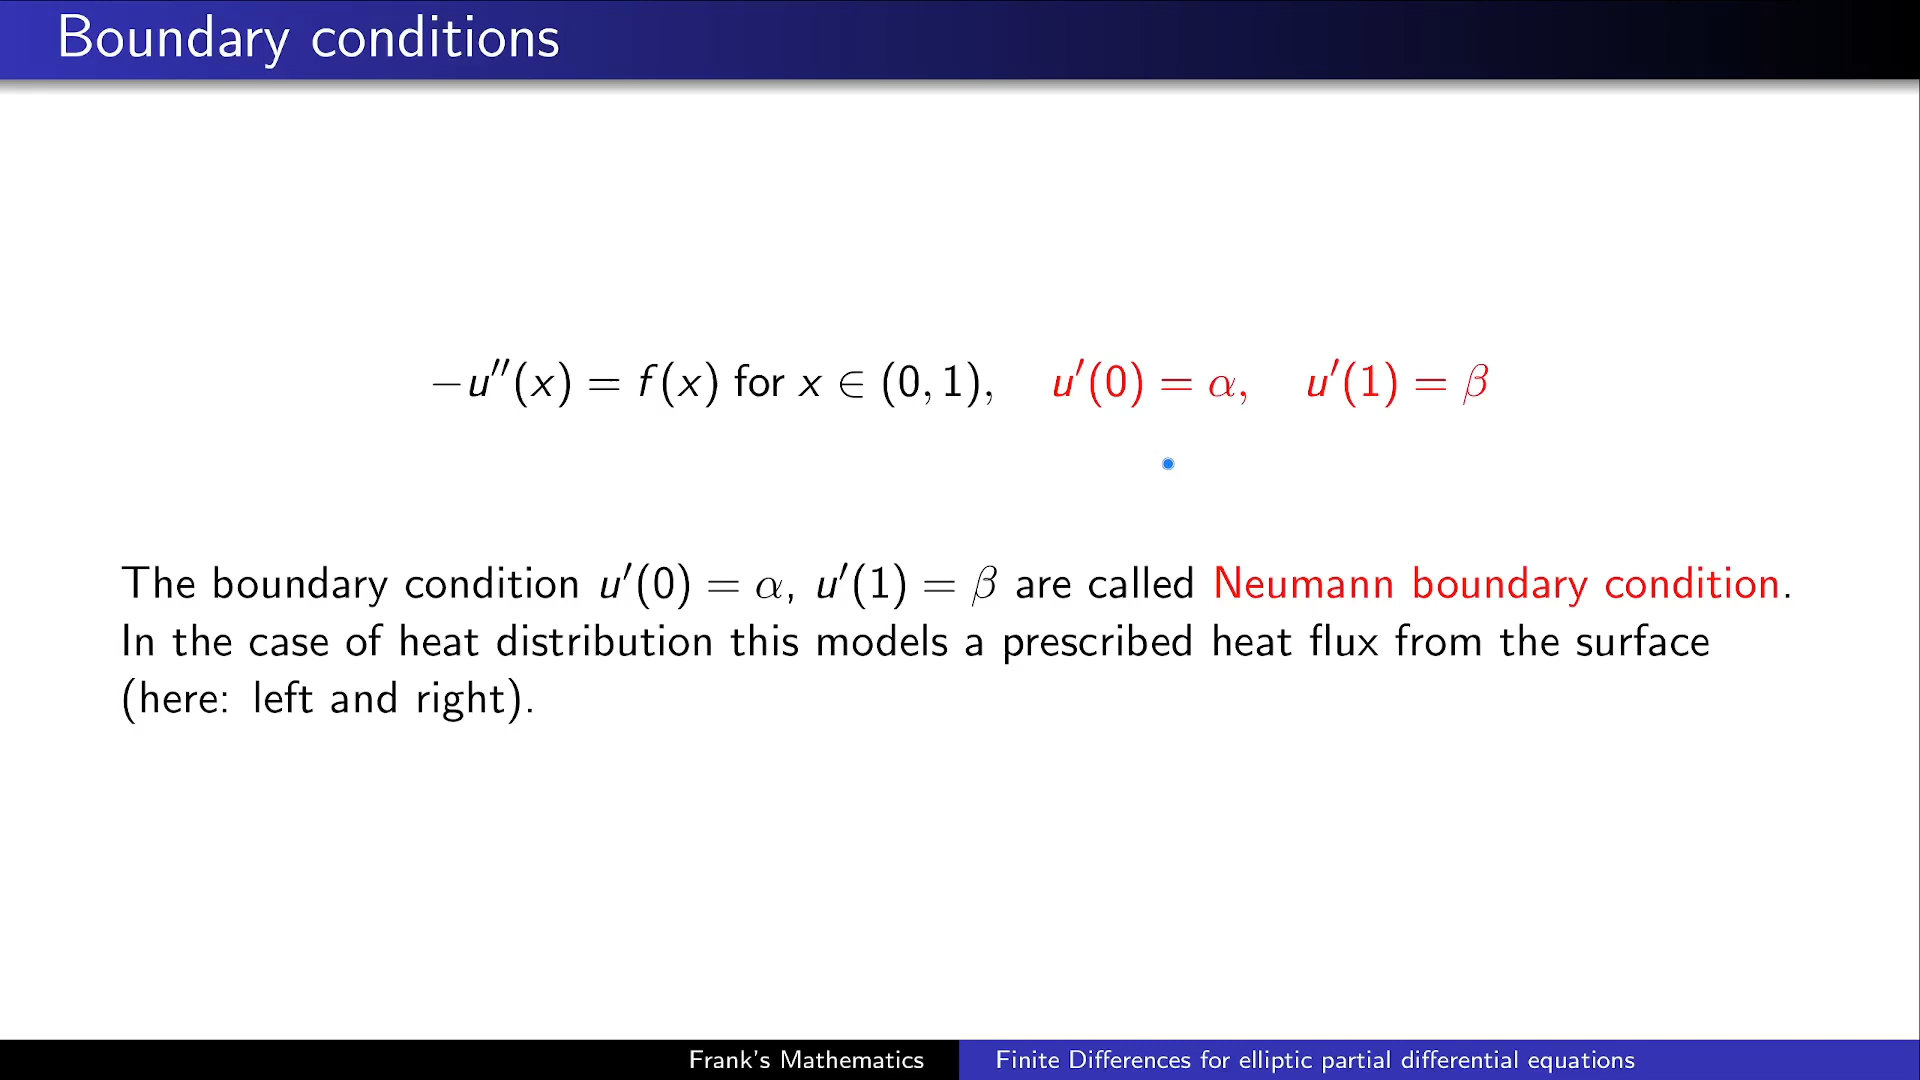 Boundary conditions
−u′′(x) = f(x) for x ∈ (0, 1), u′(0) = α, u′(1) = β
The boundary condition u′(0) = α, u′(1) = β are called Neumann boundary condition.
In the case of heat distribution this models a prescribed heat flux from the surface
(here: left and right).
Frank's Mathematics
Finite Differences for elliptic partial differential equations